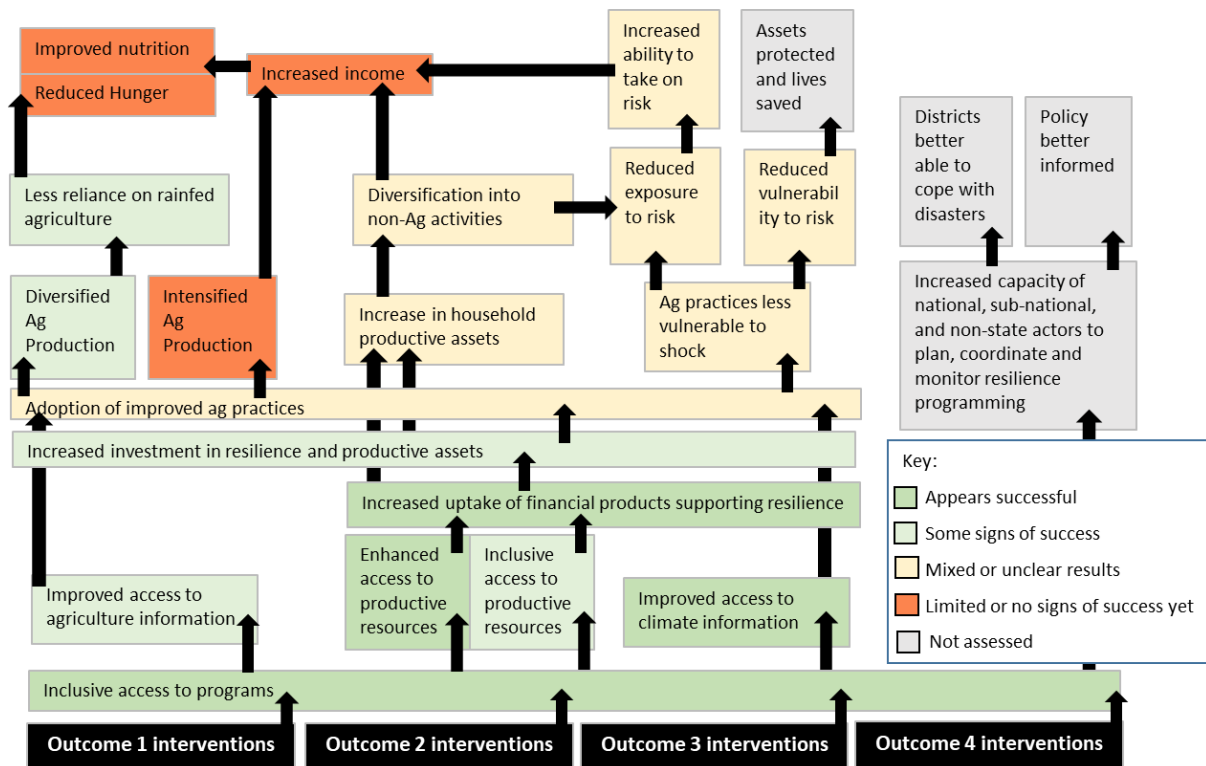 Improved nutrition
Reduced Hunger
Increased income
Increased
ability to
take on
risk
Assets
protected
and lives
saved
Districts
better
able to
cope with
disasters
Policy
better
informed
Less reliance on rainfed
agriculture
Diversification into
non-Ag activities
Reduced
exposure
to risk
Reduced
vulnerabil
ity to risk
Diversified
Ag
Production
Intensified
Ag
Production
Increase in household
productive assets
Ag practices less
vulnerable to
shock
Increased capacity of
national, sub-national,
and non-state actors to
plan, coordinate and
monitor resilience
programming
Adoption of improved ag practices
Increased investment in resilience and productive assets
Increased uptake of financial products supporting resilience
Enhanced
access to
productive
resources
Inclusive
access to
productive
resources
Improved access to
agriculture information
Improved access to
climate information
Key:
Appears successful
Some signs of success
Mixed or unclear results
Limited or no signs of success yet
Not assessed
Inclusive access to programs
Outcome 1 interventions
Outcome 2 interventions
Outcome 3 interventions
Outcome 4 interventions